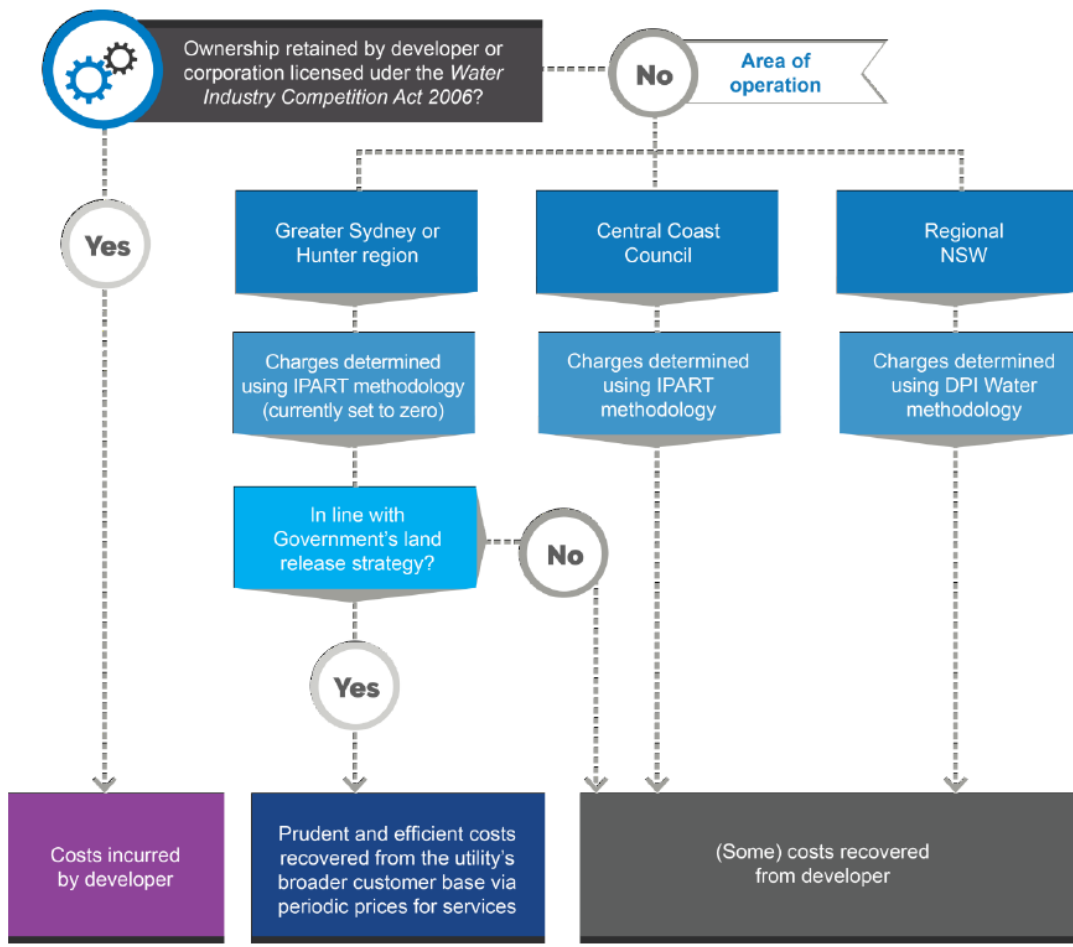 Ownership retained by developer or
corporation licensed uder the Water
Industry Competition Act 2006?
No
Area of
operation
Yes
Greater Sydney or
Hunter region
Central Coast
Council
Regional
NSW
Charges determined
using IPART methodology
(currently set to zero)
Charges determined
using IPART
methodology
Charges determined
using DPI Water
methodology
In line with
Government's land
release strategy?
No
Yes
Costs incurred
by developer
Prudent and efficient costs
recovered from the utility's
broader customer base via
periodic prices for services
(Some) costs recovered
from developer